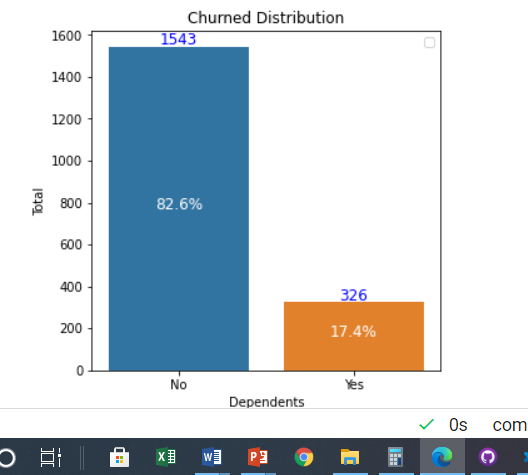 Churned Distribution
1600
1400
1200
1000
800
600
400
200
0
Total
1543
82.6%
326
17.4%
No
Yes
Dependents
0s
com